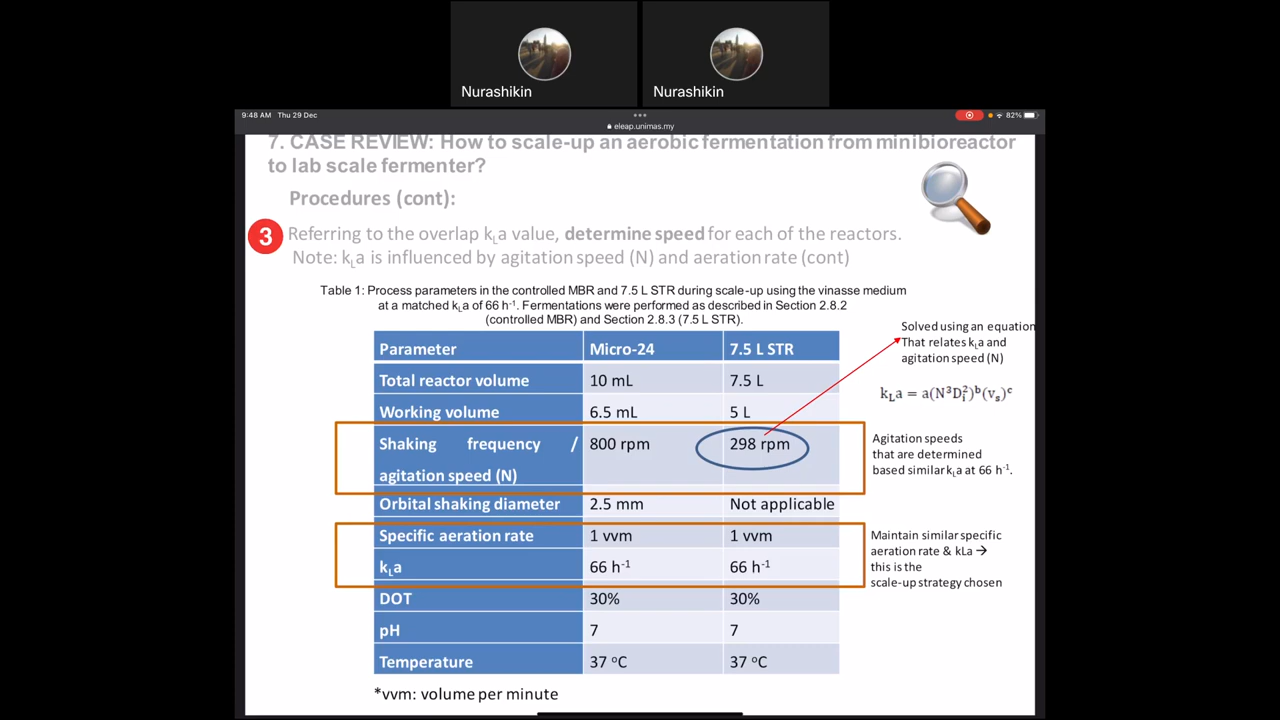 Nurashikin
Nurashikin
9:48 AM Thu 29 Dec
82%
eleap.unimas.my
7. CASE REVIEW: How to scale-up an aerobic fermentation from minibioreactor
to lab scale fermenter?
Procedures (cont):
3
Referring to the overlap kLa value, determine speed for each of the reactors.
Note: kLa is influenced by agitation speed (N) and aeration rate (cont)
Table 1: Process parameters in the controlled MBR and 7.5 L STR during scale-up using the vinasse medium
at a matched kLa of 66 h-1. Fermentations were performed as described in Section 2.8.2
(controlled MBR) and Section 2.8.3 (7.5 L STR).
Parameter Micro-24 7.5 L STR
Total reactor volume 10 mL 7.5 L
Working volume 6.5 mL 5 L
Shaking frequency / 800 rpm 298 rpm
agitation speed (N)
Orbital shaking diameter 2.5 mm Not applicable
Specific aeration rate 1 vvm 1 vvm
kLa 66 h-1 66 h-1
DOT 30% 30%
pH 7 7
Temperature 37 oC 37 oC
*vvm: volume per minute
Solved using an equation
That relates kLa and
agitation speed (N)
kLa = a(N3Di2)b(vs)c
Agitation speeds
that are determined
based similar kLa at 66 h-1.
Maintain similar specific
aeration rate & kLa →
this is the
scale-up strategy chosen